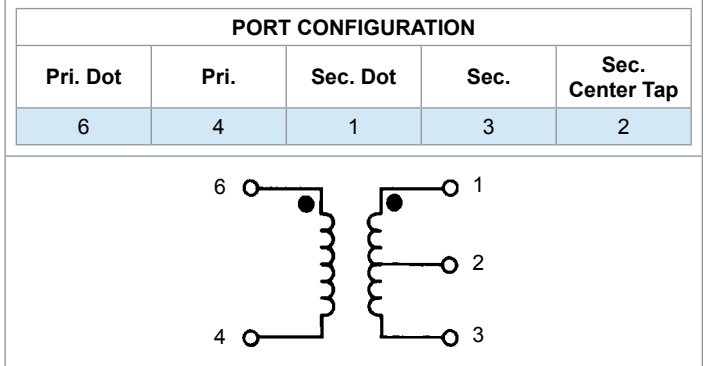 PORT CONFIGURATION
Pri. Dot Pri. Sec. Dot Sec. Sec.
Center Tap
6 4 1 3 2
6 1
2
4 3